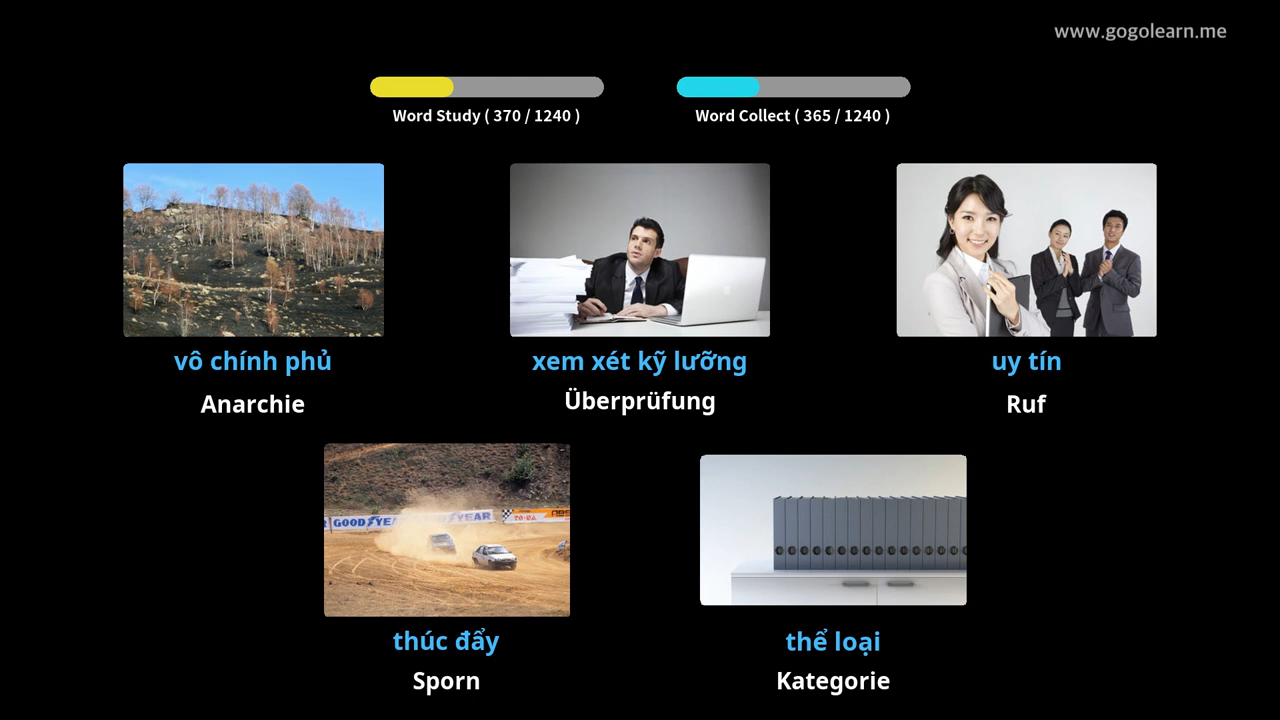 www.gogolearn.me
Word Study ( 370 / 1240 )
Word Collect ( 365 / 1240 )
vô chính phủ
Anarchie
xem xét kỹ lưỡng
Überprüfung
uy tín
Ruf
GOODYEAR
thúc đẩy
Sporn
thể loại
Kategorie